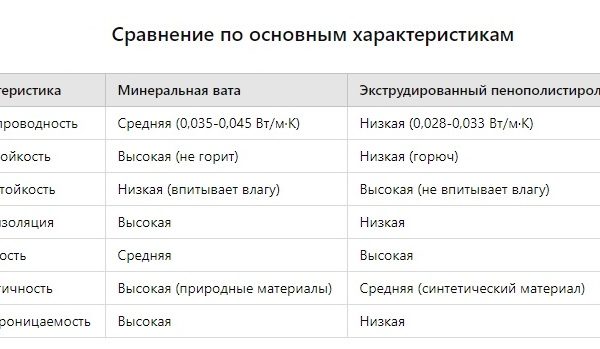 Сравнение по основным характеристикам
теристика Минеральная вата Экструдированный пенополистирол
проводность Средняя (0,035-0,045 Вт/м·К) Низкая (0,028-0,033 Вт/м·К)
ойкость Высокая (не горит) Низкая (горюч)
тойкость Низкая (впитывает влагу) Высокая (не впитывает влагу)
изоляция Высокая Низкая
ость Средняя Высокая
гичность Высокая (природные материалы) Средняя (синтетический материал)
роницаемость Высокая Низкая